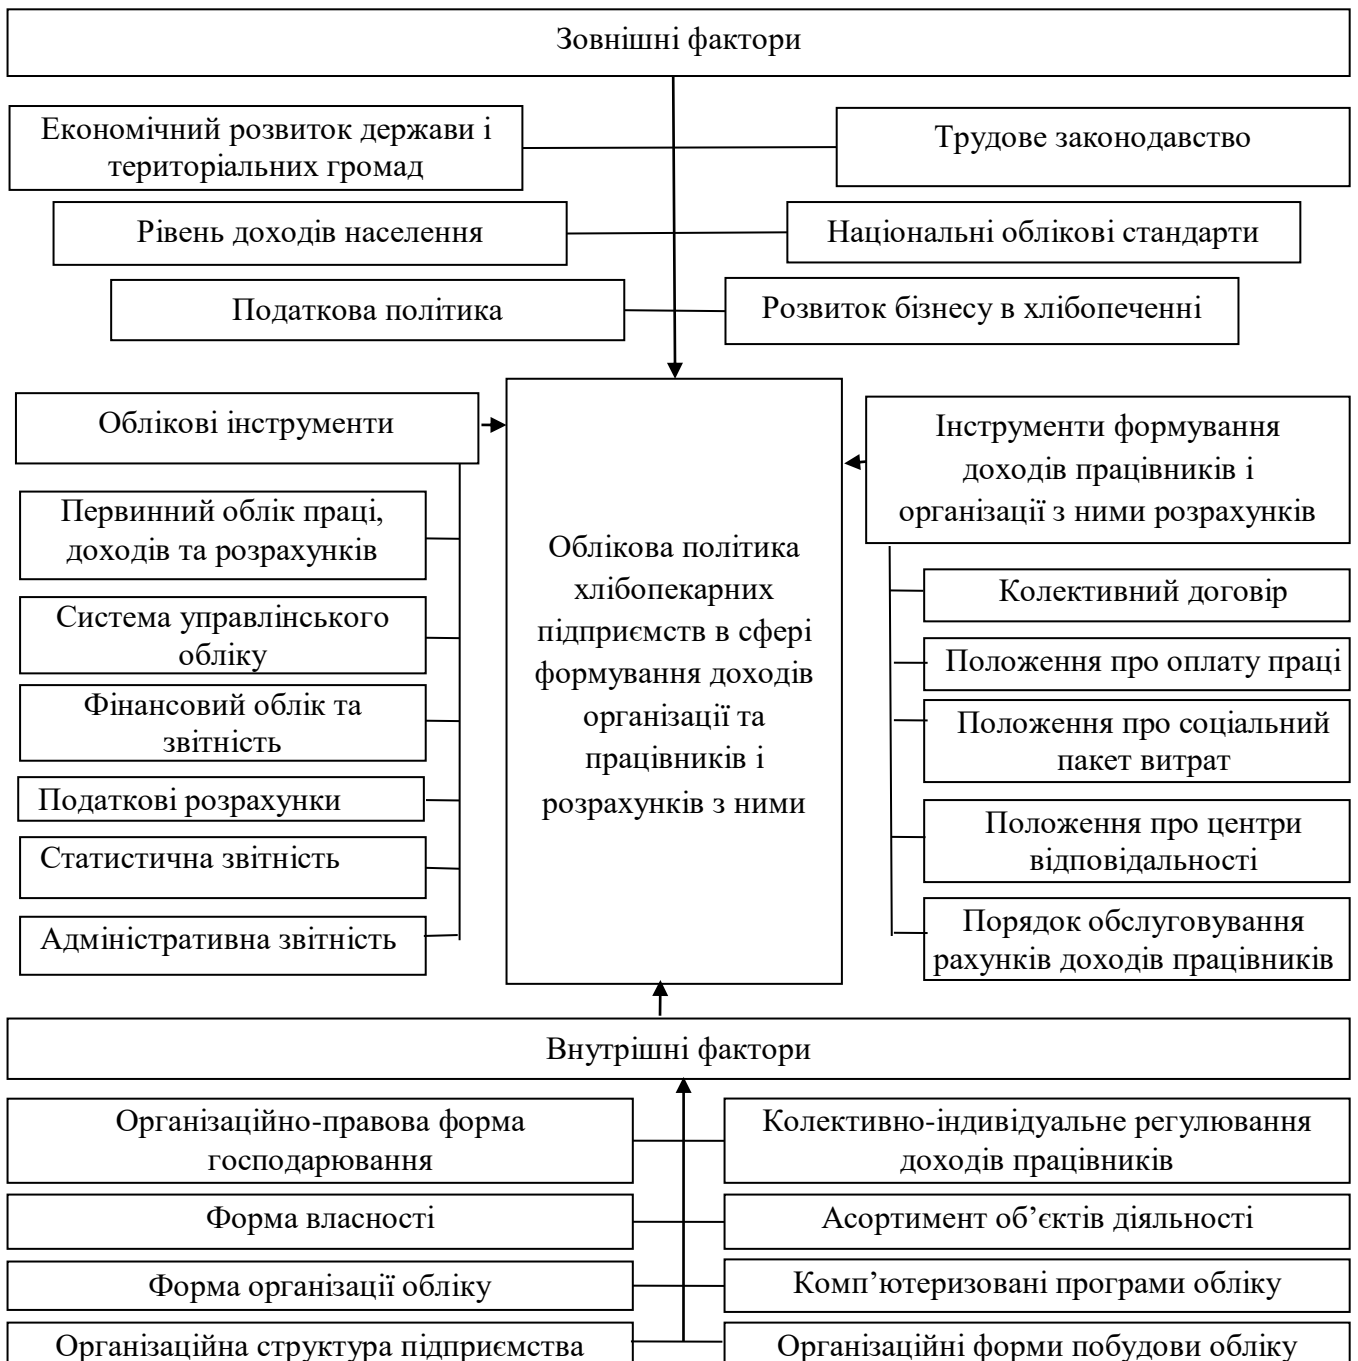 Зовнішні фактори
Економічний розвиток держави і
територіальних громад
Трудове законодавство
Рівень доходів населення
Національні облікові стандарти
Податкова політика
Розвиток бізнесу в хлібопеченні
Облікові інструменти
Первинний облік праці,
доходів та розрахунків
Система управлінського
обліку
Фінансовий облік та
звітність
Податкові розрахунки
Статистична звітність
Адміністративна звітність
Облікова політика
хлібопекарних
підприємств в сфері
формування доходів
організації та
працівників і
розрахунків з ними
Інструменти формування
доходів працівників і
організації з ними розрахунків
Колективний договір
Положення про оплату праці
Положення про соціальний
пакет витрат
Положення про центри
відповідальності
Порядок обслуговування
рахунків доходів працівників
Внутрішні фактори
Організаційно-правова форма
господарювання
Колективно-індивідуальне регулювання
доходів працівників
Форма власності
Асортимент об’єктів діяльності
Форма організації обліку
Комп’ютеризовані програми обліку
Організаційна структура підприємства
Організаційні форми побудови обліку